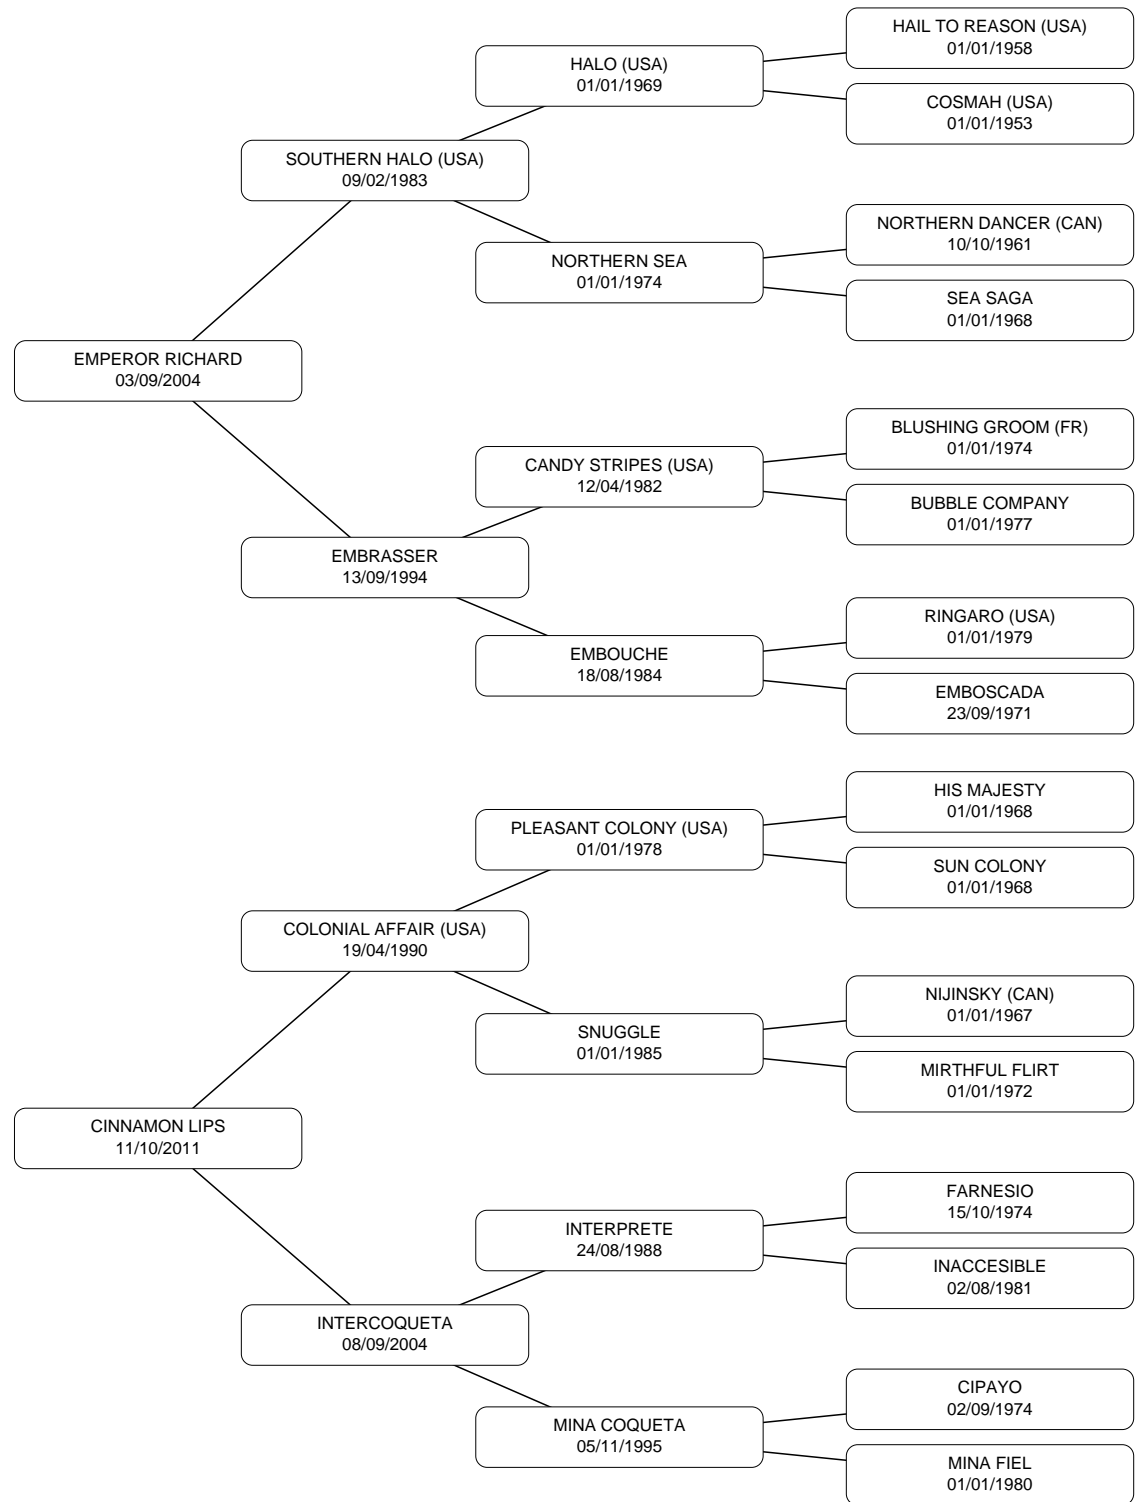 HAIL TO REASON (USA)
01/01/1958
HALO (USA)
01/01/1969
COSMAH (USA)
01/01/1953
SOUTHERN HALO (USA)
09/02/1983
NORTHERN DANCER (CAN)
10/10/1961
NORTHERN SEA
01/01/1974
SEA SAGA
01/01/1968
EMPEROR RICHARD
03/09/2004
BLUSHING GROOM (FR)
01/01/1974
CANDY STRIPES (USA)
12/04/1982
BUBBLE COMPANY
01/01/1977
EMBRASSER
13/09/1994
RINGARO (USA)
01/01/1979
EMBOUCHE
18/08/1984
EMBOSCADA
23/09/1971
HIS MAJESTY
01/01/1968
PLEASANT COLONY (USA)
01/01/1978
SUN COLONY
01/01/1968
COLONIAL AFFAIR (USA)
19/04/1990
NIJINSKY (CAN)
01/01/1967
SNUGGLE
01/01/1985
MIRTHFUL FLIRT
01/01/1972
CINNAMON LIPS
11/10/2011
FARNESIO
15/10/1974
INTERPRETE
24/08/1988
INACCESIBLE
02/08/1981
INTERCOQUETA
08/09/2004
CIPAYO
02/09/1974
MINA COQUETA
05/11/1995
MINA FIEL
01/01/1980